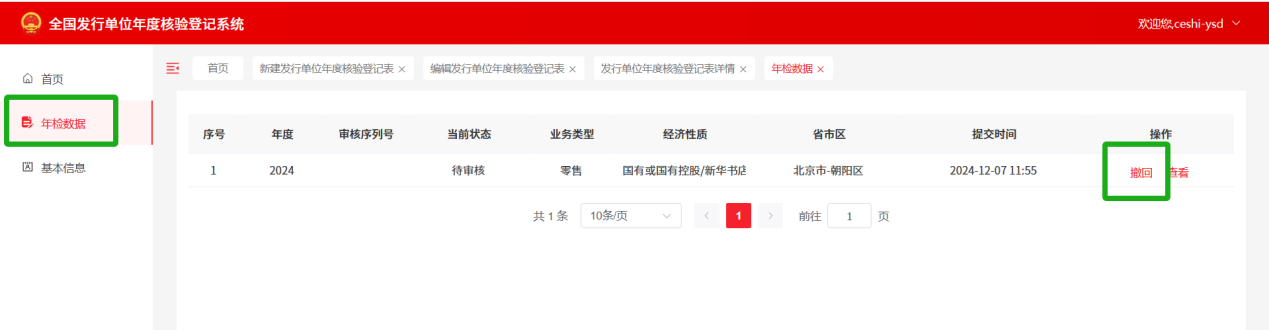 全国发行单位年度核验登记系统
欢迎您,ceshi-ysd
首页
年检数据
基本信息
首页 新建发行单位年度核验登记表 × 编辑发行单位年度核验登记表 × 发行单位年度核验登记表详情 × 年检数据 ×
序号 年度 审核序列号 当前状态 业务类型 经济性质 省市区 提交时间 操作
1 2024 待审核 零售 国有或国有控股/新华书店 北京市-朝阳区 2024-12-07 11:55 撤回 查看
共 1 条 10条/页 < 1 > 前往 1 页